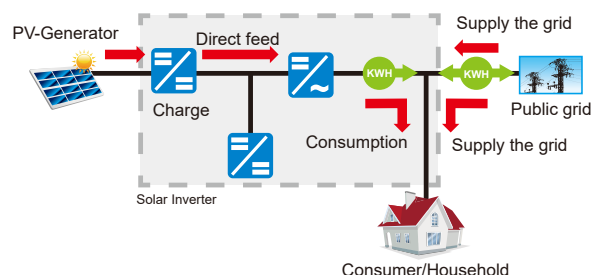 PV-Generator
Direct feed
Supply the grid
KWH
KWH
Charge
Public grid
Consumption
Supply the grid
Solar Inverter
Consumer/Household